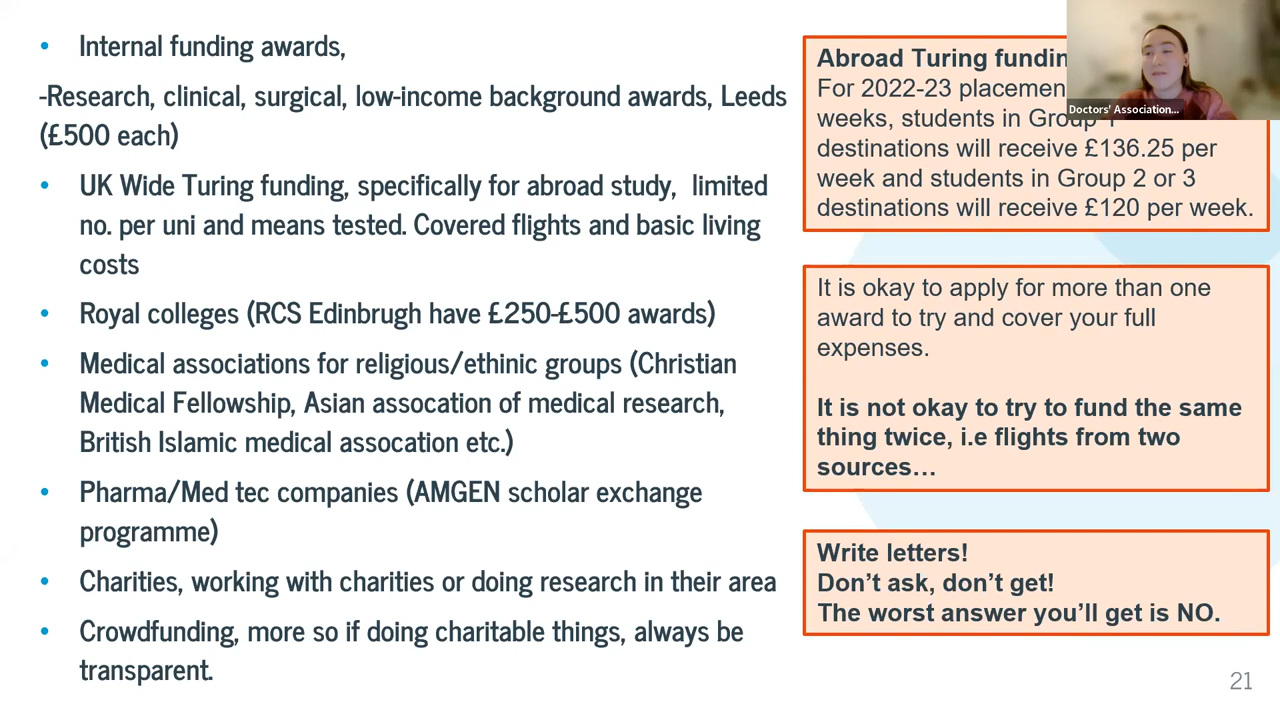 • Internal funding awards,
-Research, clinical, surgical, low-income background awards, Leeds
(£500 each)
• UK Wide Turing funding, specifically for abroad study, limited
no. per uni and means tested. Covered flights and basic living
costs
• Royal colleges (RCS Edinbrugh have £250-£500 awards)
• Medical associations for religious/ethinic groups (Christian
Medical Fellowship, Asian assocation of medical research,
British Islamic medical assocation etc.)
• Pharma/Med tec companies (AMGEN scholar exchange
programme)
• Charities, working with charities or doing research in their area
• Crowdfunding, more so if doing charitable things, always be
transparent.
Abroad Turing
For 2022-23
weeks, students in Group
destinations will receive £136.25 per
week and students in Group 2 or 3
destinations will receive £120 per week.
It is okay to apply for more than one
award to try and cover your full
expenses.
It is not okay to try to fund the same
thing twice, i.e flights from two
sources…
Write letters!
Don’t ask, don’t get!
The worst answer you’ll get is NO.
Doctors' Association...
21